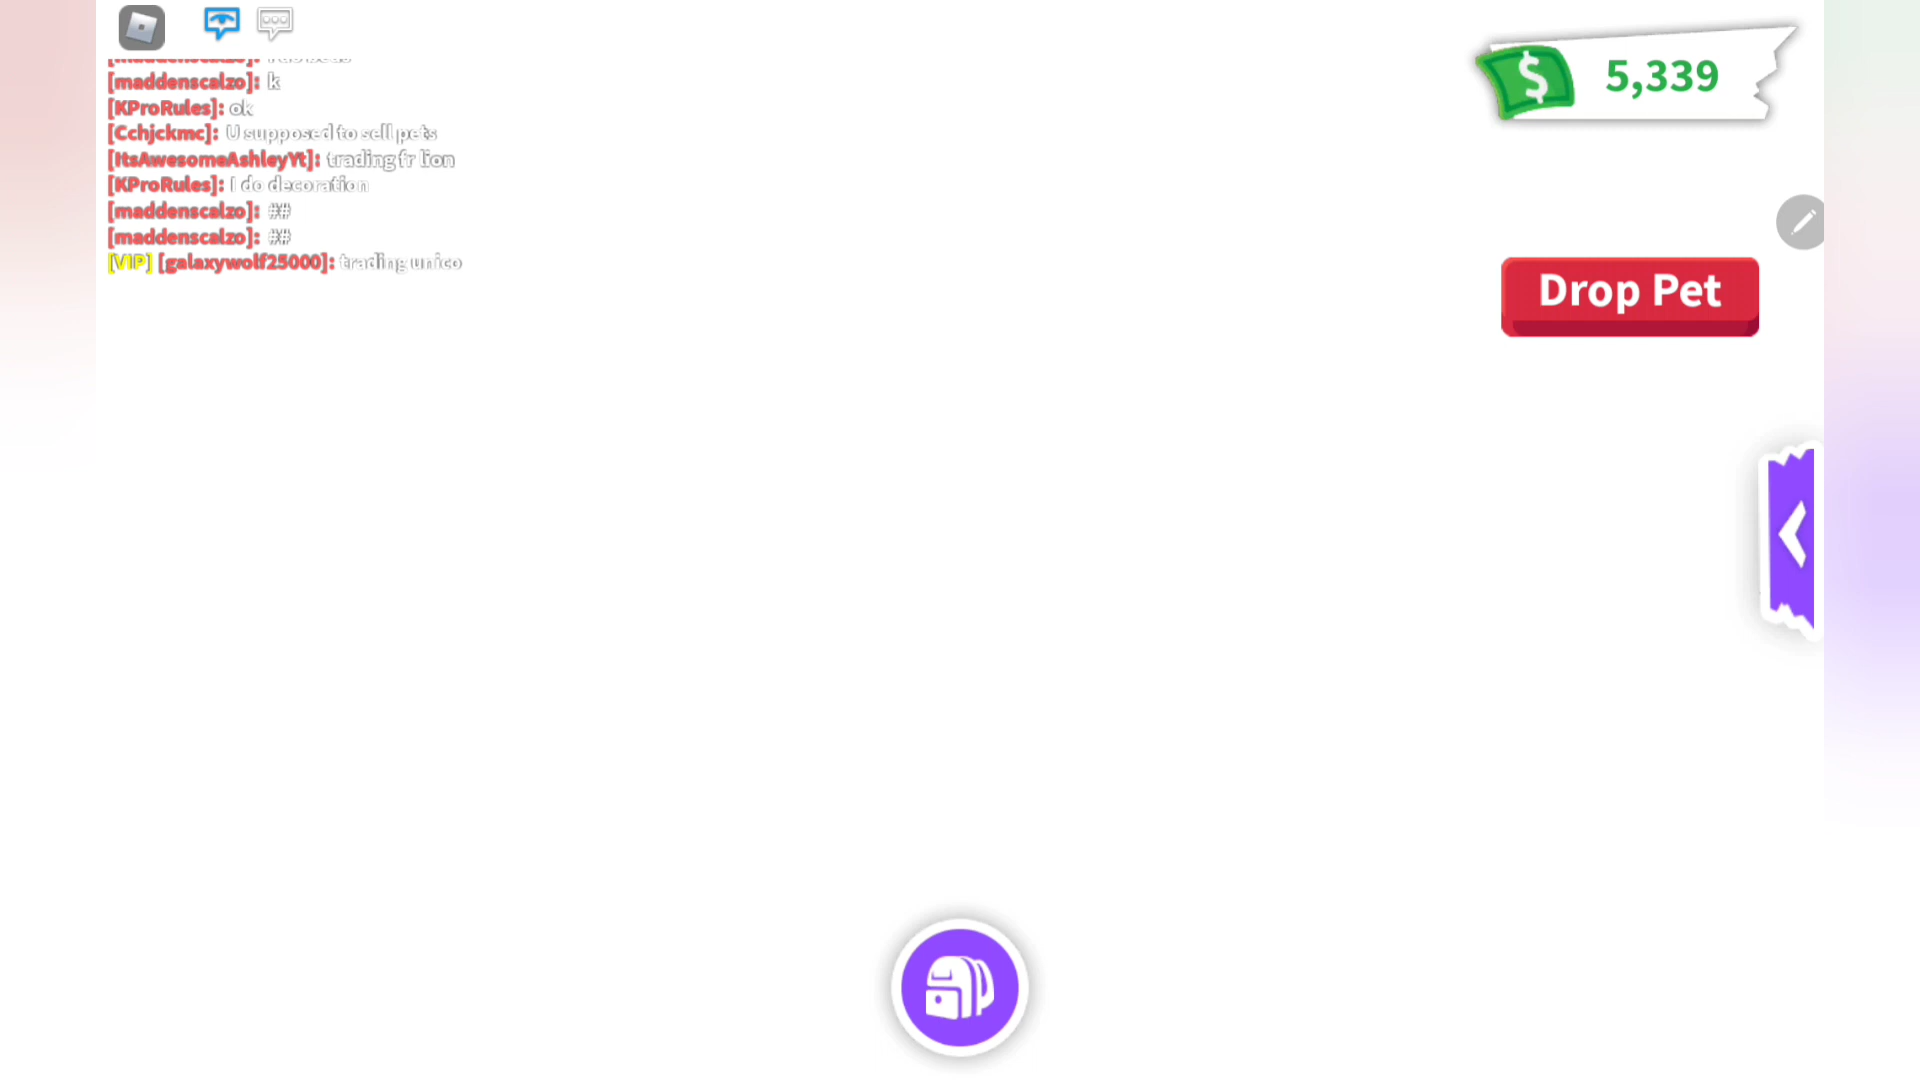 [maddenscalzo]:
[maddenscalzo]: k
[KProRules]: ok
[Cchjckmc]: U supposed to sell pets
[ItsAwesomeAshleyYt]: trading fr lion
[KProRules]: I do decoration
[maddenscalzo]: ##
[maddenscalzo]: ##
[VIP] [galaxywolf25000]: trading unico
5,339
Drop Pet